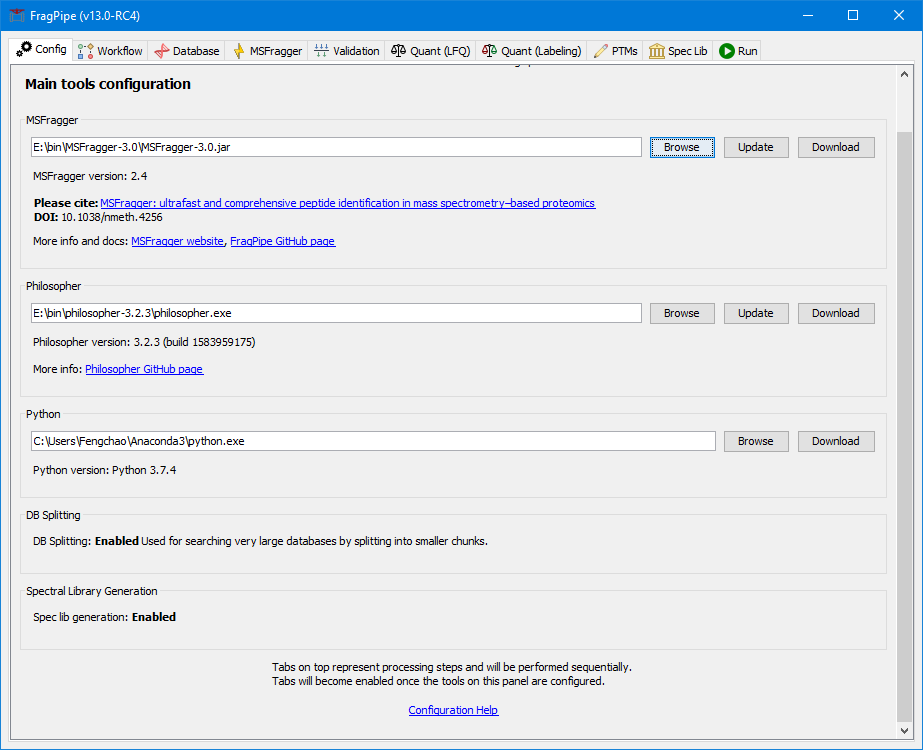 FragPipe (v13.0-RC4)
Config Workflow Database MSFragger Validation Quant (LFQ) Quant (Labeling) PTMs Spec Lib Run
Main tools configuration
MSFragger
E:\bin\MSFragger-3.0\MSFragger-3.0.jar Browse Update Download
MSFragger version: 2.4
Please cite: MSFragger: ultrafast and comprehensive peptide identification in mass spectrometry–based proteomics
DOI: 10.1038/nmeth.4256
More info and docs: MSFragger website, FragPipe GitHub page
Philosopher
E:\bin\philosopher-3.2.3\philosopher.exe Browse Update Download
Philosopher version: 3.2.3 (build 1583959175)
More info: Philosopher GitHub page
Python
C:\Users\Fengchao\Anaconda3\python.exe Browse Download
Python version: Python 3.7.4
DB Splitting
DB Splitting: Enabled Used for searching very large databases by splitting into smaller chunks.
Spectral Library Generation
Spec lib generation: Enabled
Tabs on top represent processing steps and will be performed sequentially.
Tabs will become enabled once the tools on this panel are configured.
Configuration Help